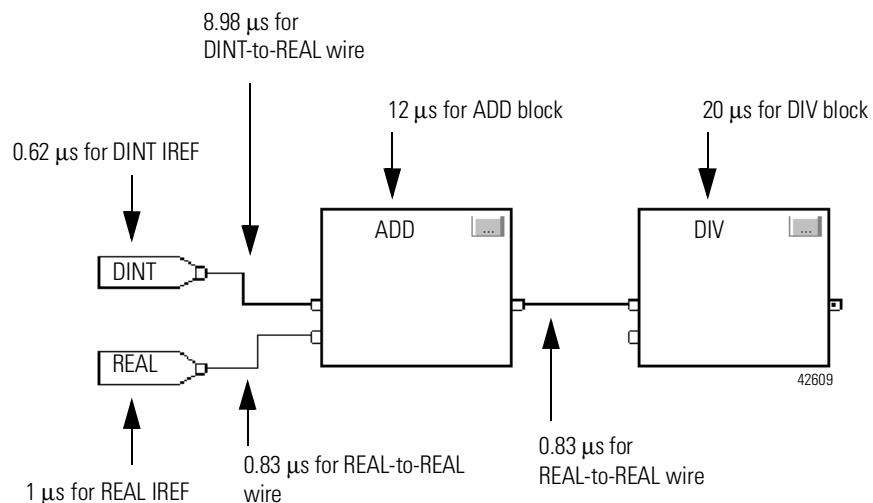 8.98 μs for
DINT-to-REAL wire
12 μs for ADD block
20 μs for DIV block
0.62 μs for DINT IREF
ADD
...
DIV
...
DINT
REAL
42609
0.83 μs for REAL-to-REAL
wire
0.83 μs for
REAL-to-REAL wire
1 μs for REAL IREF